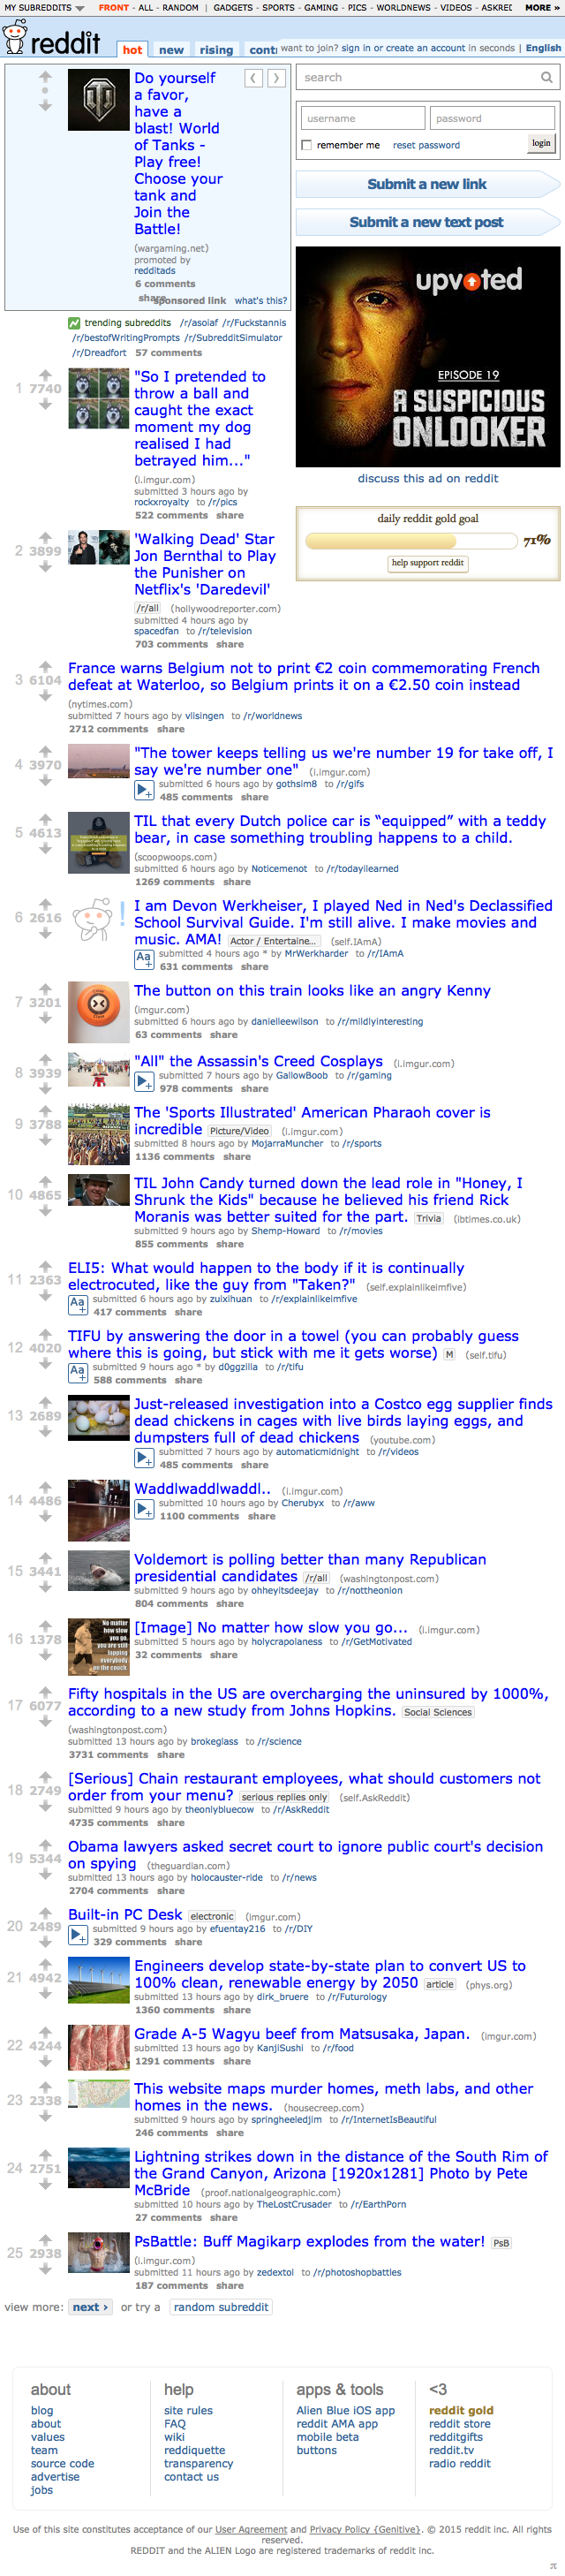 MY SUBREDDITS FRONT - ALL - RANDOM | GADGETS - SPORTS - GAMING - PICS - WORLDNEWS - VIDEOS - ASKREI MORE »
reddit hot new rising cont want to join? sign in or create an account in seconds | English
Do yourself
a favor,
have a
blast! World
of Tanks -
Play free!
Choose your
tank and
Join the
Battle!
(wargaming.net)
promoted by
redditads
6 comments
share sponsored link what's this?
search
username password
remember me reset password login
Submit a new link
Submit a new text post
upvoted
EPISODE 19
A SUSPICIOUS
ONLOOKER
discuss this ad on reddit
daily reddit gold goal
71%
help support reddit
trending subreddits /r/asoiaf /r/Fuckstannis
/r/bestofWritingPrompts /r/SubredditSimulator
/r/Dreadfort 57 comments
1 7740
"So I pretended to
throw a ball and
caught the exact
moment my dog
realised I had
betrayed him..."
(i.imgur.com)
submitted 3 hours ago by
rockxroyalty to /r/pics
522 comments share
2 3899
'Walking Dead' Star
Jon Bernthal to Play
the Punisher on
Netflix's 'Daredevil'
/r/all (hollywoodreporter.com)
submitted 4 hours ago by
spacedfan to /r/television
703 comments share
3 6104
France warns Belgium not to print €2 coin commemorating French
defeat at Waterloo, so Belgium prints it on a €2.50 coin instead
(nytimes.com)
submitted 7 hours ago by vilsingen to /r/worldnews
2712 comments share
4 3970
"The tower keeps telling us we're number 19 for take off, I
say we're number one" (i.imgur.com)
submitted 6 hours ago by gothsim8 to /r/gifs
485 comments share
5 4613
TIL that every Dutch police car is “equipped” with a teddy
bear, in case something troubling happens to a child.
(scoopwoops.com)
submitted 6 hours ago by Noticemenot to /r/todayilearned
1269 comments share
6 2616
I am Devon Werkheiser, I played Ned in Ned's Declassified
School Survival Guide. I'm still alive. I make movies and
music. AMA! Actor / Entertaine... (self.IAmA)
submitted 4 hours ago * by MrWerkharder to /r/IAmA
631 comments share
7 3201
The button on this train looks like an angry Kenny
(imgur.com)
submitted 6 hours ago by danielleewilson to /r/mildlyinteresting
63 comments share
8 3939
"All" the Assassin's Creed Cosplays (i.imgur.com)
submitted 7 hours ago by GallowBoob to /r/gaming
978 comments share
9 3788
The 'Sports Illustrated' American Pharaoh cover is
incredible Picture/Video (i.imgur.com)
submitted 8 hours ago by MojarraMuncher to /r/sports
1136 comments share
10 4865
TIL John Candy turned down the lead role in "Honey, I
Shrunk the Kids" because he believed his friend Rick
Moranis was better suited for the part. Trivia (ibtimes.co.uk)
submitted 9 hours ago by Shemp-Howard to /r/movies
855 comments share
11 2363
ELI5: What would happen to the body if it is continually
electrocuted, like the guy from "Taken?" (self.explainlikeimfive)
submitted 6 hours ago by zuixihuan to /r/explainlikeimfive
417 comments share
12 4020
TIFU by answering the door in a towel (you can probably guess
where this is going, but stick with me it gets worse) M (self.tifu)
submitted 9 hours ago * by d0ggzilla to /r/tifu
588 comments share
13 2689
Just-released investigation into a Costco egg supplier finds
dead chickens in cages with live birds laying eggs, and
dumpsters full of dead chickens (youtube.com)
submitted 7 hours ago by automaticmidnight to /r/videos
485 comments share
14 4486
Waddlwaddlwaddl.. (i.imgur.com)
submitted 10 hours ago by Cherubyx to /r/aww
1100 comments share
15 3441
Voldemort is polling better than many Republican
presidential candidates /r/all (washingtonpost.com)
submitted 9 hours ago by ohheyitsdeejay to /r/nottheonion
804 comments share
16 1378
No matter
how slow
you go,
you are still
lapping
everybody
on the couch.
[Image] No matter how slow you go... (i.imgur.com)
submitted 5 hours ago by holycrapolaness to /r/GetMotivated
32 comments share
17 6077
Fifty hospitals in the US are overcharging the uninsured by 1000%,
according to a new study from Johns Hopkins. Social Sciences
(washingtonpost.com)
submitted 13 hours ago by brokeglass to /r/science
3731 comments share
18 2749
[Serious] Chain restaurant employees, what should customers not
order from your menu? serious replies only (self.AskReddit)
submitted 9 hours ago by theonlybluecow to /r/AskReddit
4735 comments share
19 5344
Obama lawyers asked secret court to ignore public court's decision
on spying (theguardian.com)
submitted 13 hours ago by holocauster-ride to /r/news
2704 comments share
20 2489
Built-in PC Desk electronic (imgur.com)
submitted 9 hours ago by efuentay216 to /r/DIY
329 comments share
21 4942
Engineers develop state-by-state plan to convert US to
100% clean, renewable energy by 2050 article (phys.org)
submitted 13 hours ago by dirk_bruere to /r/Futurology
1360 comments share
22 4244
Grade A-5 Wagyu beef from Matsusaka, Japan. (imgur.com)
submitted 13 hours ago by KanjiSushi to /r/food
1291 comments share
23 2338
This website maps murder homes, meth labs, and other
homes in the news. (housecreep.com)
submitted 9 hours ago by springheeledjim to /r/InternetIsBeautiful
246 comments share
24 2751
Lightning strikes down in the distance of the South Rim of
the Grand Canyon, Arizona [1920x1281] Photo by Pete
McBride (proof.nationalgeographic.com)
submitted 10 hours ago by TheLostCrusader to /r/EarthPorn
27 comments share
25 2938
PsBattle: Buff Magikarp explodes from the water! PsB
(i.imgur.com)
submitted 11 hours ago by zedextol to /r/photoshopbattles
187 comments share
view more: next › or try a random subreddit
about help apps & tools <3
blog site rules Alien Blue iOS app reddit gold
about FAQ reddit AMA app reddit store
values wiki mobile beta redditgifts
team reddiquette buttons reddit.tv
source code transparency radio reddit
advertise contact us
jobs
Use of this site constitutes acceptance of our User Agreement and Privacy Policy {Genitive}. © 2015 reddit inc. All rights
reserved.
REDDIT and the ALIEN Logo are registered trademarks of reddit inc.
π